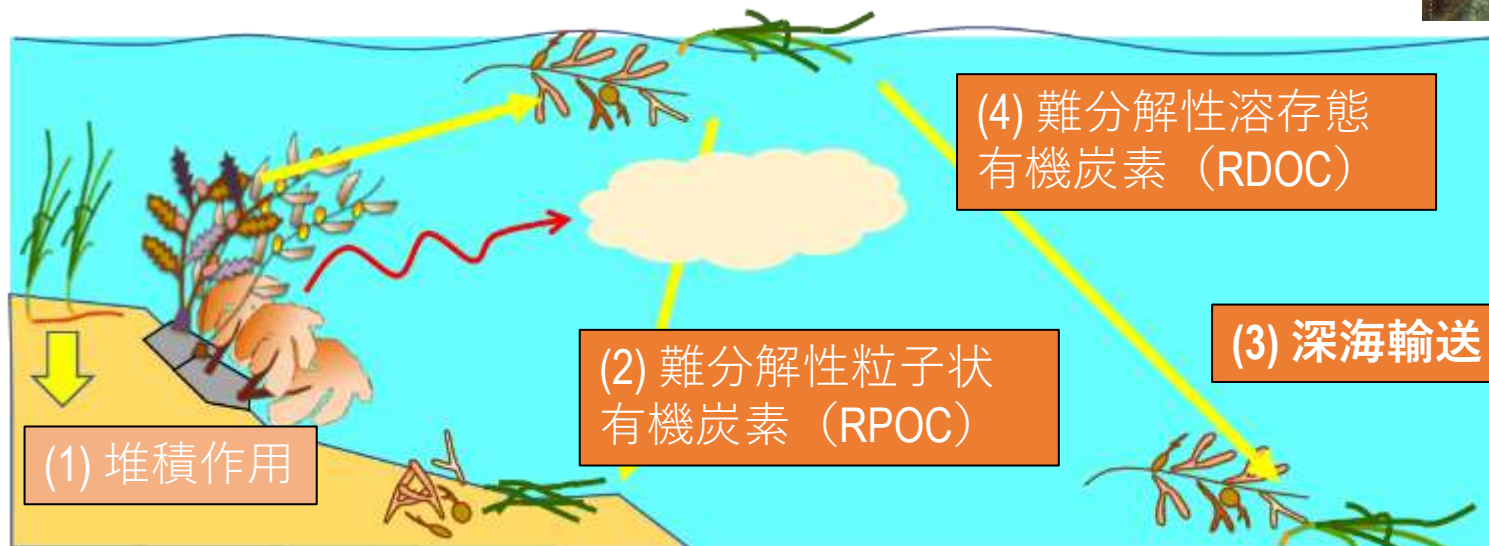 (4) 難分解性溶存態
有機炭素（RDOC）
(3) 深海輸送
(2) 難分解性粒子状
有機炭素（RPOC）
(1) 堆積作用